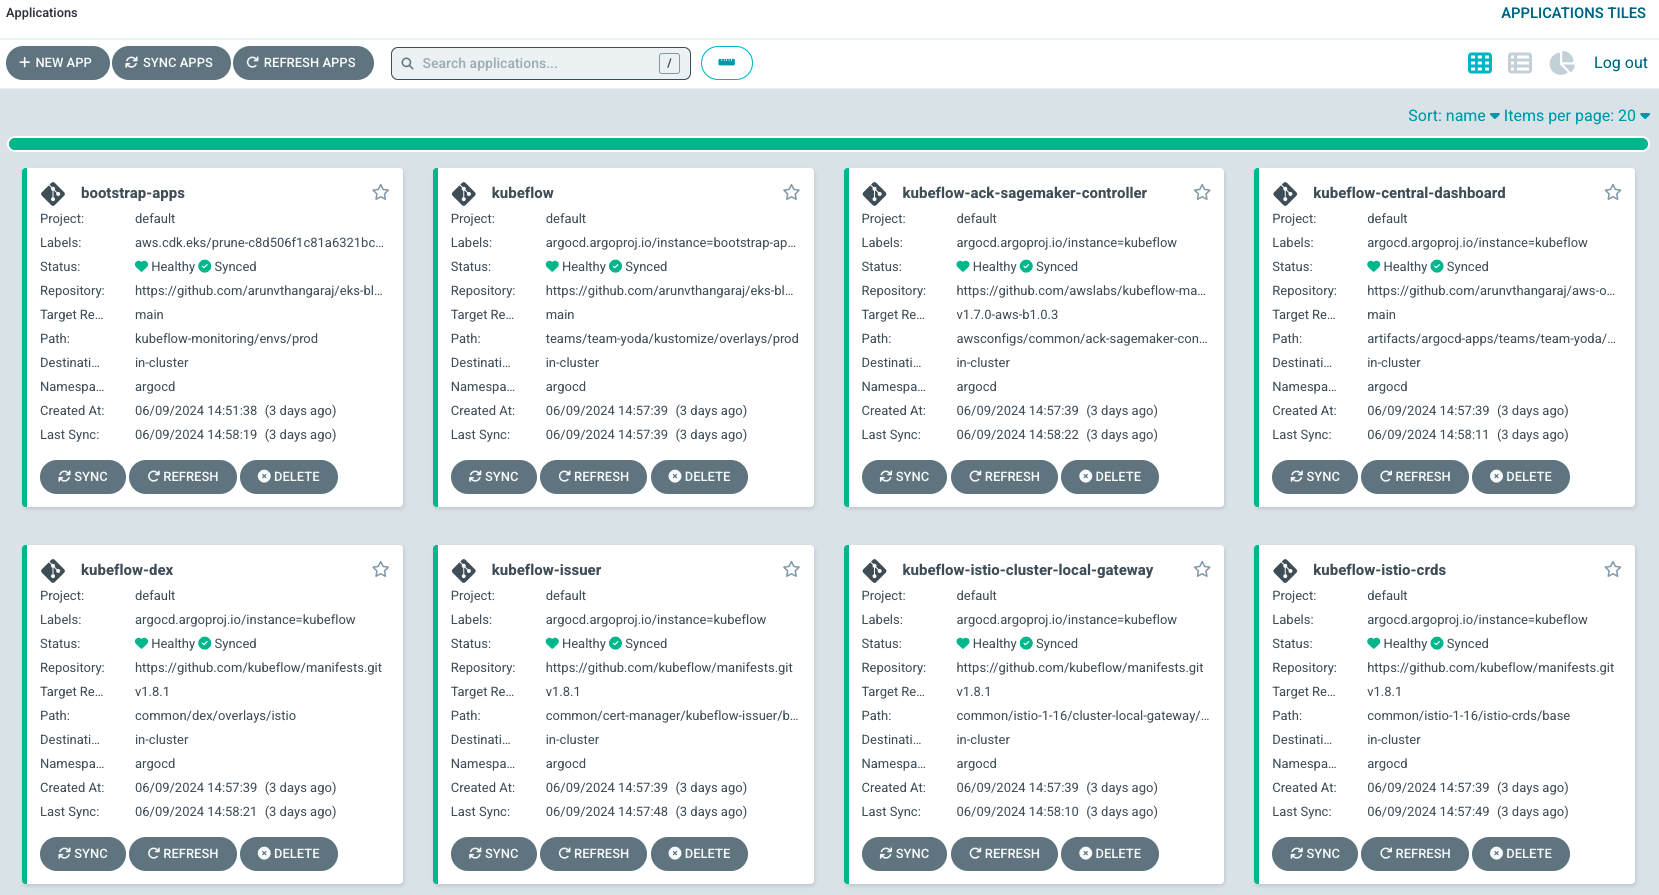 Applications
APPLICATIONS TILES
NEW APP SYNC APPS REFRESH APPS Search applications... / Log out
Sort: name Items per page: 20
bootstrap-apps
Project: default
Labels: aws.cdk.eks/prune-c8d506f1c81a6321bc...
Status: Healthy Synced
Repository: https://github.com/arunvthangaraj/eks-bl...
Target Re... main
Path: kubeflow-monitoring/envs/prod
Destinati... in-cluster
Namespa... argocd
Created At: 06/09/2024 14:51:38 (3 days ago)
Last Sync: 06/09/2024 14:58:19 (3 days ago)
SYNC REFRESH DELETE
kubeflow
Project: default
Labels: argocd.argoproj.io/instance=bootstrap-ap...
Status: Healthy Synced
Repository: https://github.com/arunvthangaraj/eks-bl...
Target Re... main
Path: teams/team-yoda/kustomize/overlays/prod
Destinati... in-cluster
Namespa... argocd
Created At: 06/09/2024 14:57:39 (3 days ago)
Last Sync: 06/09/2024 14:57:39 (3 days ago)
SYNC REFRESH DELETE
kubeflow-ack-sagemaker-controller
Project: default
Labels: argocd.argoproj.io/instance=kubeflow
Status: Healthy Synced
Repository: https://github.com/awslabs/kubeflow-ma...
Target Re... v1.7.0-aws-b1.0.3
Path: awsconfigs/common/ack-sagemaker-con...
Destinati... in-cluster
Namespa... argocd
Created At: 06/09/2024 14:57:39 (3 days ago)
Last Sync: 06/09/2024 14:58:22 (3 days ago)
SYNC REFRESH DELETE
kubeflow-central-dashboard
Project: default
Labels: argocd.argoproj.io/instance=kubeflow
Status: Healthy Synced
Repository: https://github.com/arunvthangaraj/aws-o...
Target Re... main
Path: artifacts/argocd-apps/teams/team-yoda/...
Destinati... in-cluster
Namespa... argocd
Created At: 06/09/2024 14:57:39 (3 days ago)
Last Sync: 06/09/2024 14:58:11 (3 days ago)
SYNC REFRESH DELETE
kubeflow-dex
Project: default
Labels: argocd.argoproj.io/instance=kubeflow
Status: Healthy Synced
Repository: https://github.com/kubeflow/manifests.git
Target Re... v1.8.1
Path: common/dex/overlays/istio
Destinati... in-cluster
Namespa... argocd
Created At: 06/09/2024 14:57:39 (3 days ago)
Last Sync: 06/09/2024 14:58:21 (3 days ago)
SYNC REFRESH DELETE
kubeflow-issuer
Project: default
Labels: argocd.argoproj.io/instance=kubeflow
Status: Healthy Synced
Repository: https://github.com/kubeflow/manifests.git
Target Re... v1.8.1
Path: common/cert-manager/kubeflow-issuer/b...
Destinati... in-cluster
Namespa... argocd
Created At: 06/09/2024 14:57:39 (3 days ago)
Last Sync: 06/09/2024 14:57:48 (3 days ago)
SYNC REFRESH DELETE
kubeflow-istio-cluster-local-gateway
Project: default
Labels: argocd.argoproj.io/instance=kubeflow
Status: Healthy Synced
Repository: https://github.com/kubeflow/manifests.git
Target Re... v1.8.1
Path: common/istio-1-16/cluster-local-gateway/...
Destinati... in-cluster
Namespa... argocd
Created At: 06/09/2024 14:57:39 (3 days ago)
Last Sync: 06/09/2024 14:58:10 (3 days ago)
SYNC REFRESH DELETE
kubeflow-istio-crds
Project: default
Labels: argocd.argoproj.io/instance=kubeflow
Status: Healthy Synced
Repository: https://github.com/kubeflow/manifests.git
Target Re... v1.8.1
Path: common/istio-1-16/istio-crds/base
Destinati... in-cluster
Namespa... argocd
Created At: 06/09/2024 14:57:39 (3 days ago)
Last Sync: 06/09/2024 14:57:49 (3 days ago)
SYNC REFRESH DELETE